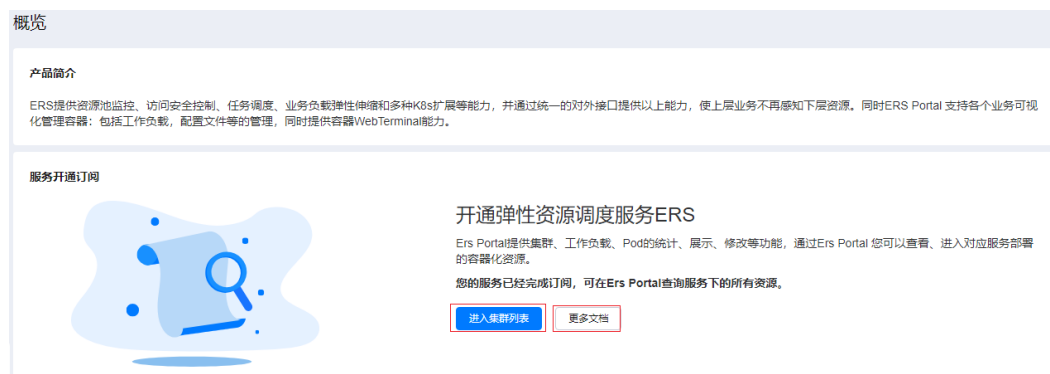 概览
产品简介
ERS提供资源池监控、访问安全控制、任务调度、业务负载弹性伸缩和多种K8s扩展等能力，并通过统一的对外接口提供以上能力，使上层业务不再感知下层资源。同时ERS Portal 支持各个业务可视
化管理容器：包括工作负载，配置文件等的管理，同时提供容器WebTerminal能力。
服务开通订阅
开通弹性资源调度服务ERS
Ers Portal提供集群、工作负载、Pod的统计、展示、修改等功能，通过Ers Portal 您可以查看、进入对应服务部署
的容器化资源。
您的服务已经完成订阅，可在Ers Portal查询服务下的所有资源。
进入集群列表
更多文档